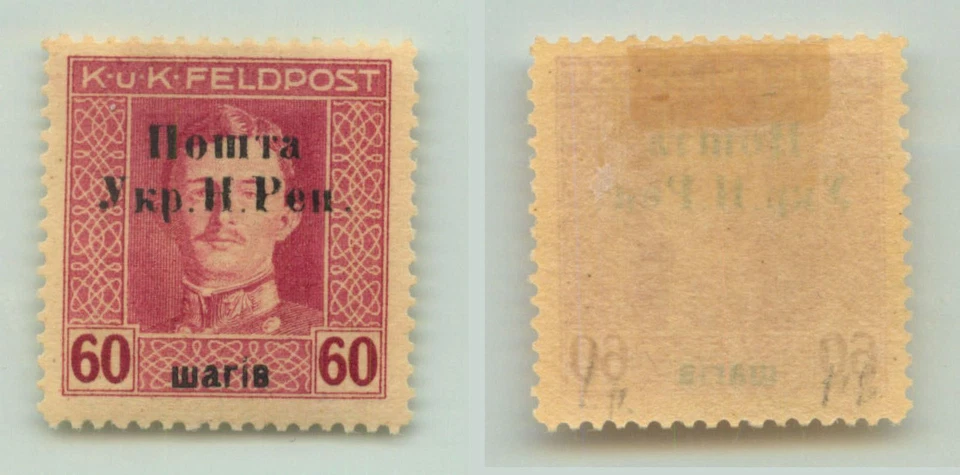 K·u·K·FELDPOST
Пошта
Укр.Н.Реп.
60 шагів 60